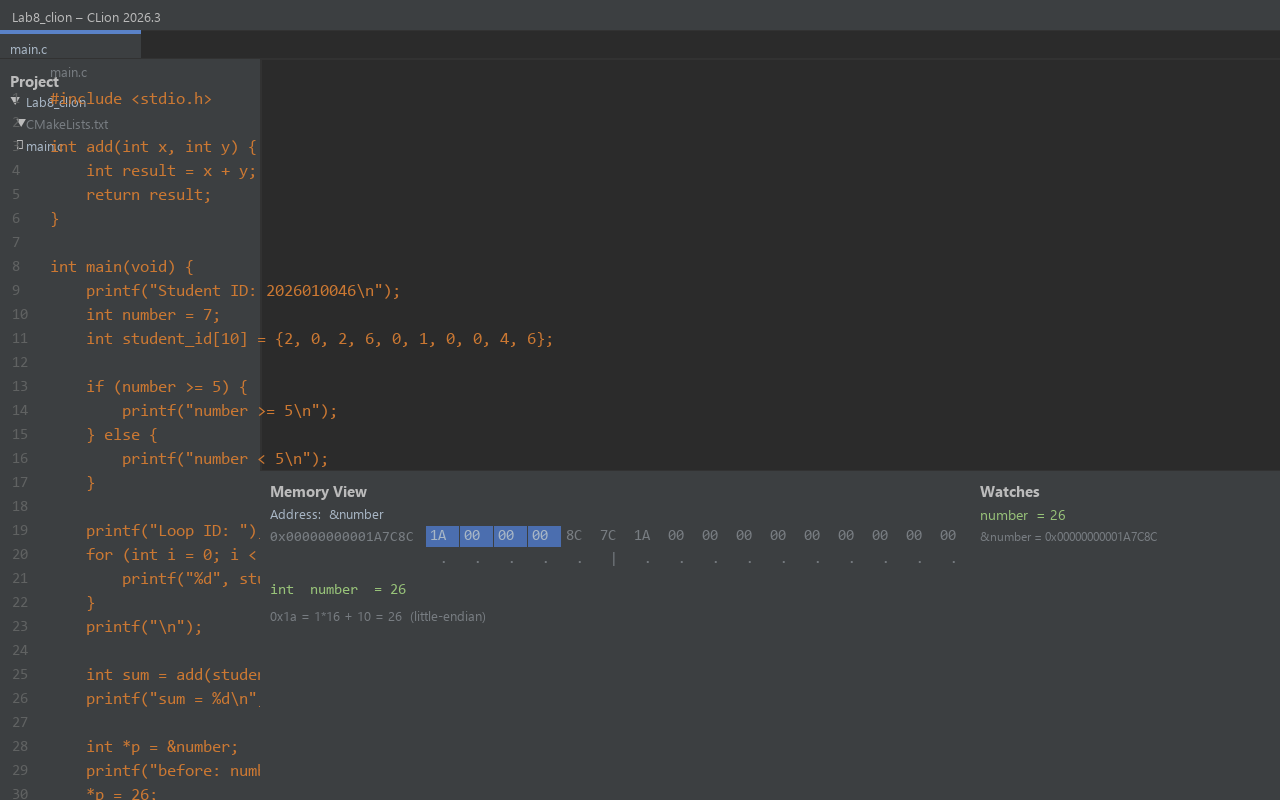 Lab8_clion – CLion 2026.3
main.c
main.c
Project
Lab8_clion
CMakeLists.txt
main.c
1 #include <stdio.h>
2
3 int add(int x, int y) {
4     int result = x + y;
5     return result;
6 }
7
8 int main(void) {
9     printf("Student ID: 2026010046\n");
10     int number = 7;
11     int student_id[10] = {2, 0, 2, 6, 0, 1, 0, 0, 4, 6};
12
13     if (number >= 5) {
14         printf("number >= 5\n");
15     } else {
16         printf("number < 5\n");
17     }
18
19     printf("Loop ID: ")
20     for (int i = 0; i <
21         printf("%d", stu
22     }
23     printf("\n");
24
25     int sum = add(studen
26     printf("sum = %d\n"
27
28     int *p = &number;
29     printf("before: numb
30     *p = 26;
Memory View
Address: &number
0x00000000001A7C8C 1A 00 00 00 8C 7C 1A 00 00 00 00 00 00 00 00 00
. . . . . | . . . . . . . . . .
int number = 26
0x1a = 1*16 + 10 = 26 (little-endian)
Watches
number = 26
&number = 0x00000000001A7C8C